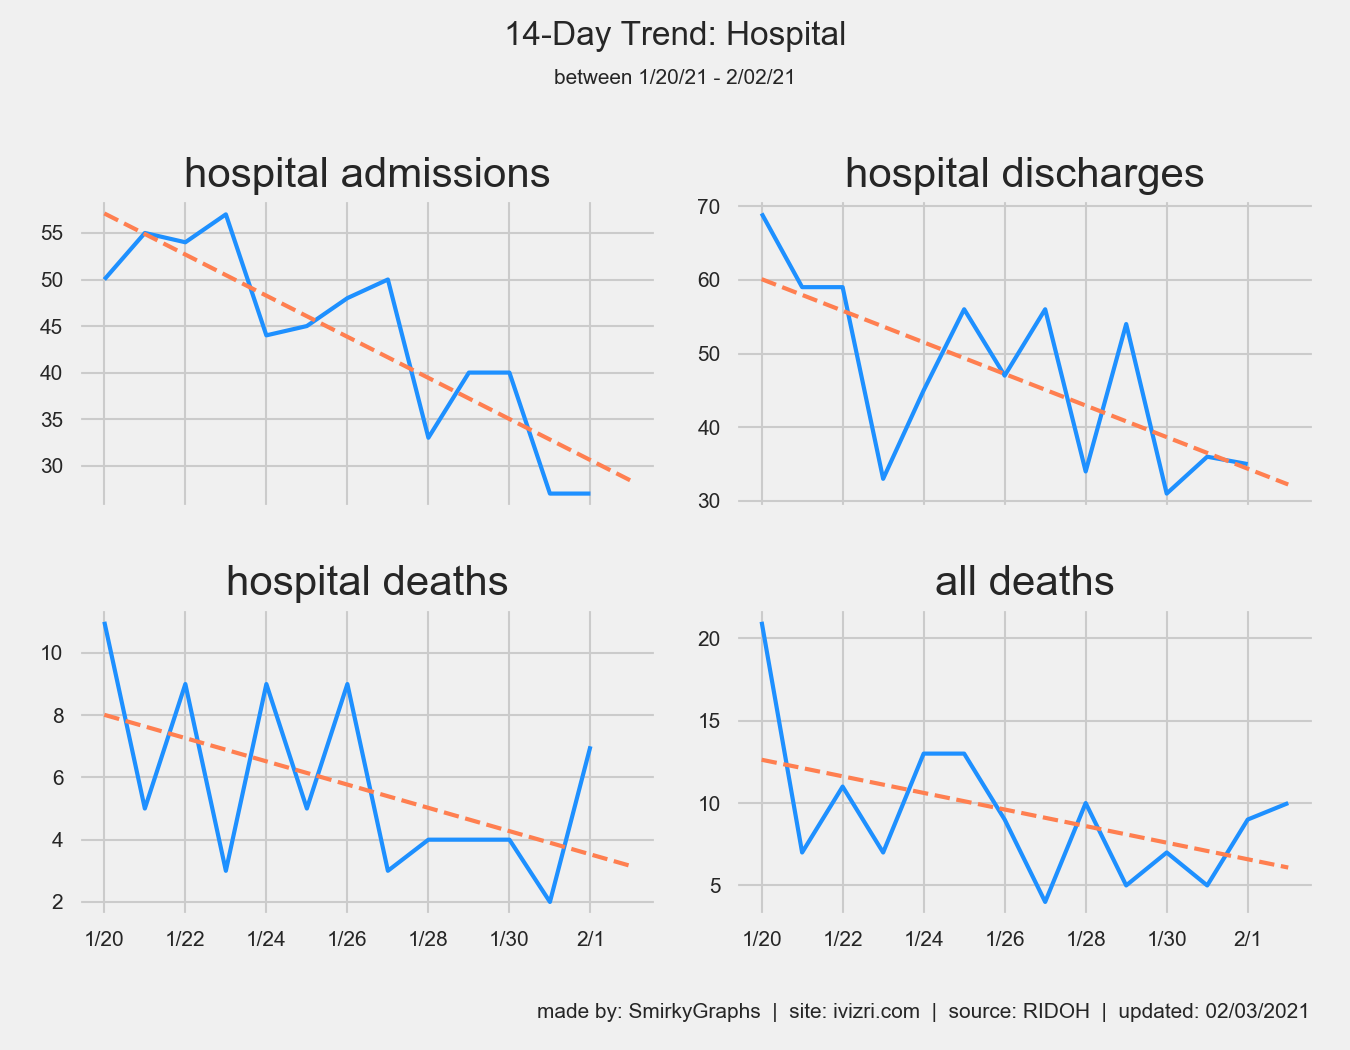 14-Day Trend: Hospital
between 1/20/21 - 2/02/21
hospital admissions
55
50
45
40
35
30
hospital discharges
70
60
50
40
30
hospital deaths
10
8
6
4
2
1/20 1/22 1/24 1/26 1/28 1/30 2/1
all deaths
20
15
10
5
1/20 1/22 1/24 1/26 1/28 1/30 2/1
made by: SmirkyGraphs | site: ivizri.com | source: RIDOH | updated: 02/03/2021